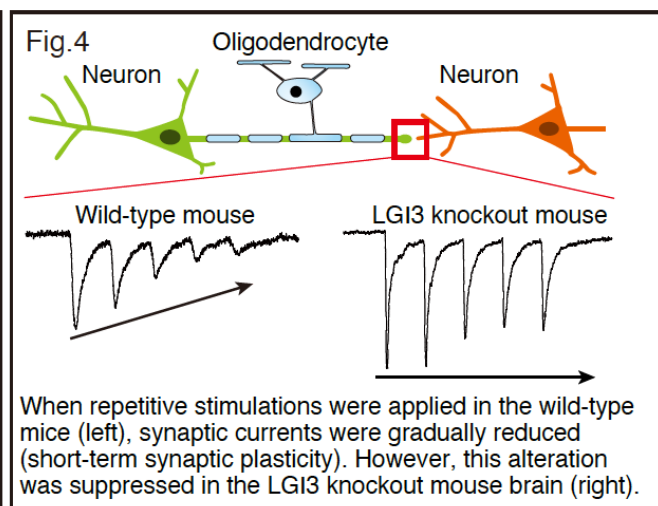 Fig.4
Oligodendrocyte
Neuron
Neuron
Wild-type mouse
LGI3 knockout mouse
When repetitive stimulations were applied in the wild-type
mice (left), synaptic currents were gradually reduced
(short-term synaptic plasticity). However, this alteration
was suppressed in the LGI3 knockout mouse brain (right).